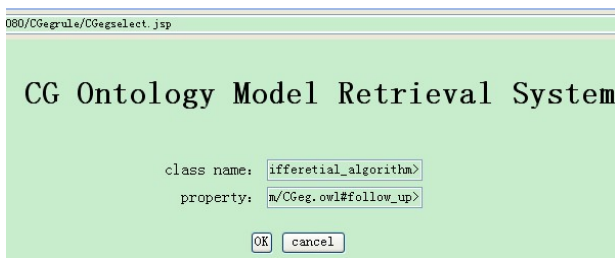 080/CGegrule/CGegselect.jsp
CG Ontology Model Retrieval System
class name: ifferetial_algorithm>
property: m/CGeg.owl#follow_up>
OK cancel